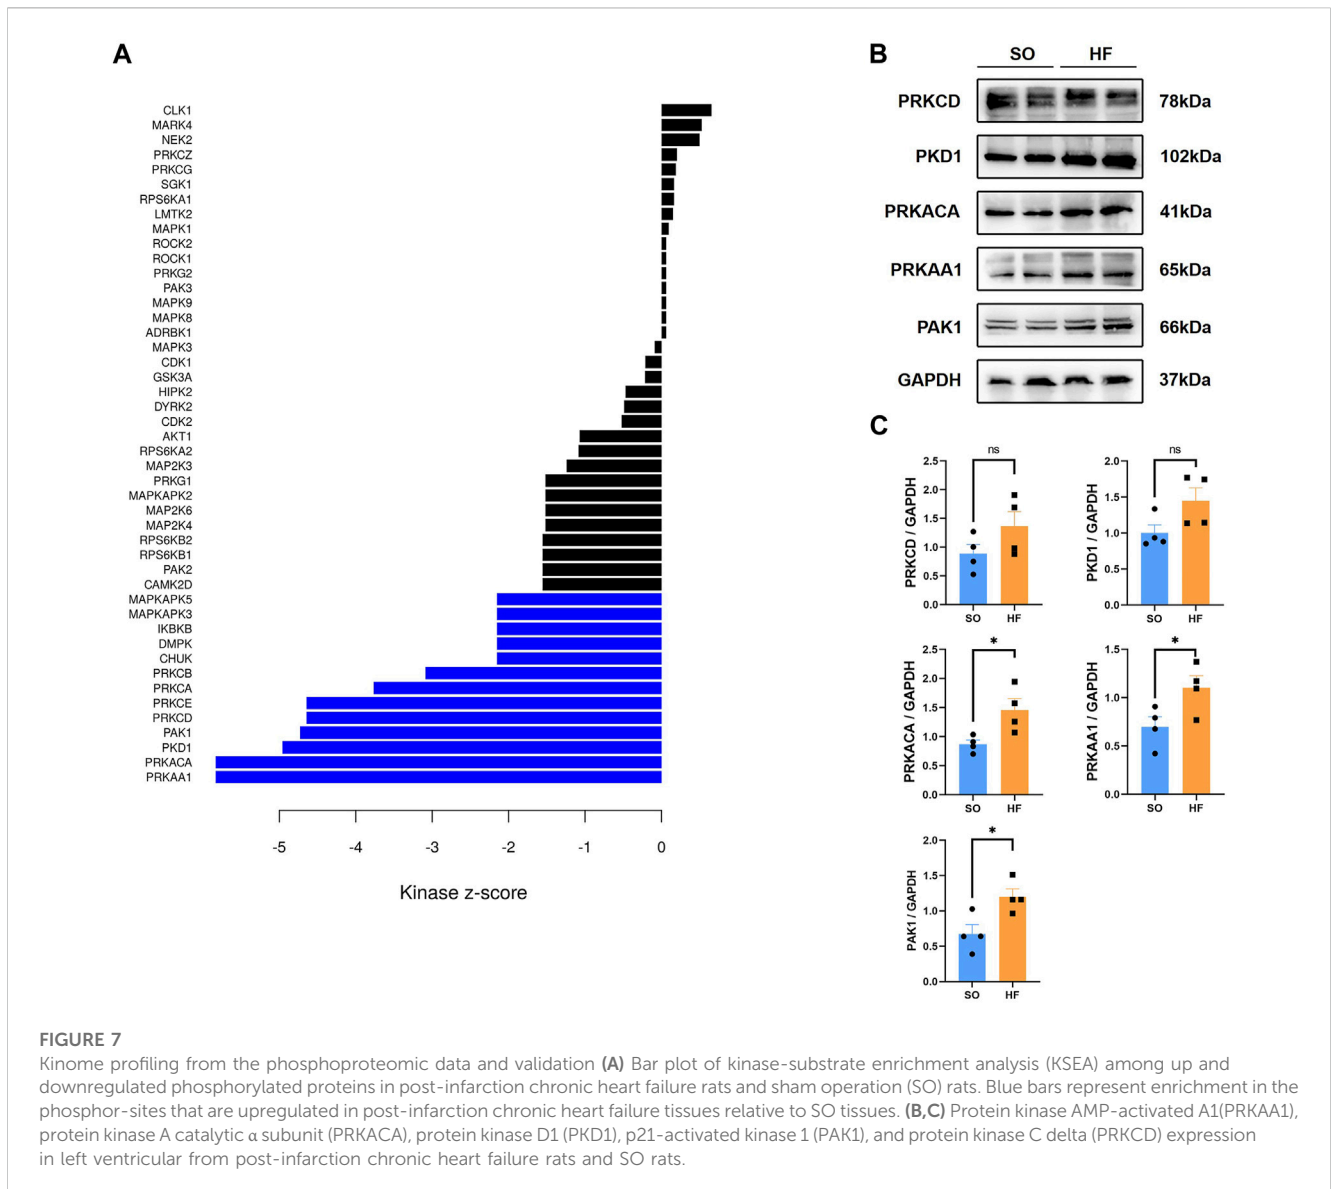 A
CLK1
MARK4
NEK2
PRKCZ
PRKCG
SGK1
RPS6KA1
LMTK2
MAPK1
ROCK2
ROCK1
PRKG2
PAK3
MAPK9
MAPK8
ADRBK1
MAPK3
CDK1
GSK3A
HIPK2
DYRK2
CDK2
AKT1
RPS6KA2
MAP2K3
PRKG1
MAPKAPK2
MAP2K6
MAP2K4
RPS6KB2
RPS6KB1
PAK2
CAMK2D
MAPKAPK5
MAPKAPK3
IKBKB
DMPK
CHUK
PRKCB
PRKCA
PRKCE
PRKCD
PAK1
PKD1
PRKACA
PRKAA1
-5 -4 -3 -2 -1 0
Kinase z-score
B
SO HF
PRKCD 78kDa
PKD1 102kDa
PRKACA 41kDa
PRKAA1 65kDa
PAK1 66kDa
GAPDH 37kDa
C
PRKCD / GAPDH
2.5
2.0
1.5
1.0
0.5
0.0
ns
SO HF
PKD1 / GAPDH
2.0
1.5
1.0
0.5
0.0
ns
SO HF
PRKACA / GAPDH
2.5
2.0
1.5
1.0
0.5
0.0
*
SO HF
PRKAA1 / GAPDH
1.5
1.0
0.5
0.0
*
SO HF
PAK1 / GAPDH
2.0
1.5
1.0
0.5
0.0
*
SO HF
FIGURE 7
Kinome profiling from the phosphoproteomic data and validation (A) Bar plot of kinase-substrate enrichment analysis (KSEA) among up and
downregulated phosphorylated proteins in post-infarction chronic heart failure rats and sham operation (SO) rats. Blue bars represent enrichment in the
phosphor-sites that are upregulated in post-infarction chronic heart failure tissues relative to SO tissues. (B,C) Protein kinase AMP-activated A1(PRKAA1),
protein kinase A catalytic α subunit (PRKACA), protein kinase D1 (PKD1), p21-activated kinase 1 (PAK1), and protein kinase C delta (PRKCD) expression
in left ventricular from post-infarction chronic heart failure rats and SO rats.